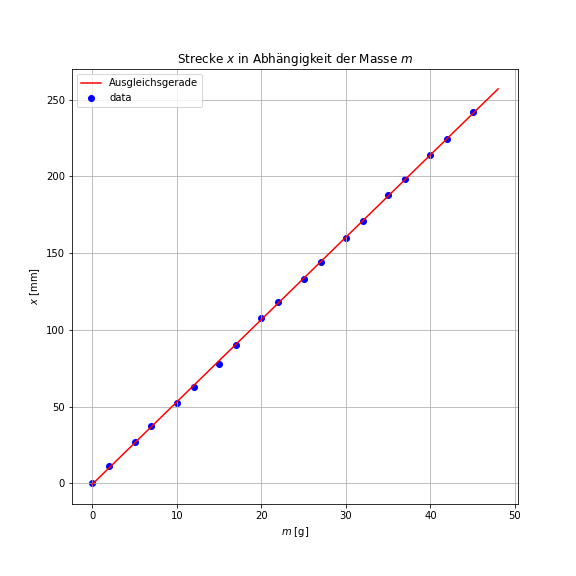 Strecke x in Abhängigkeit der Masse m
Ausgleichsgerade
data
250
200
150
100
50
0
x [mm]
0 10 20 30 40 50
m [g]